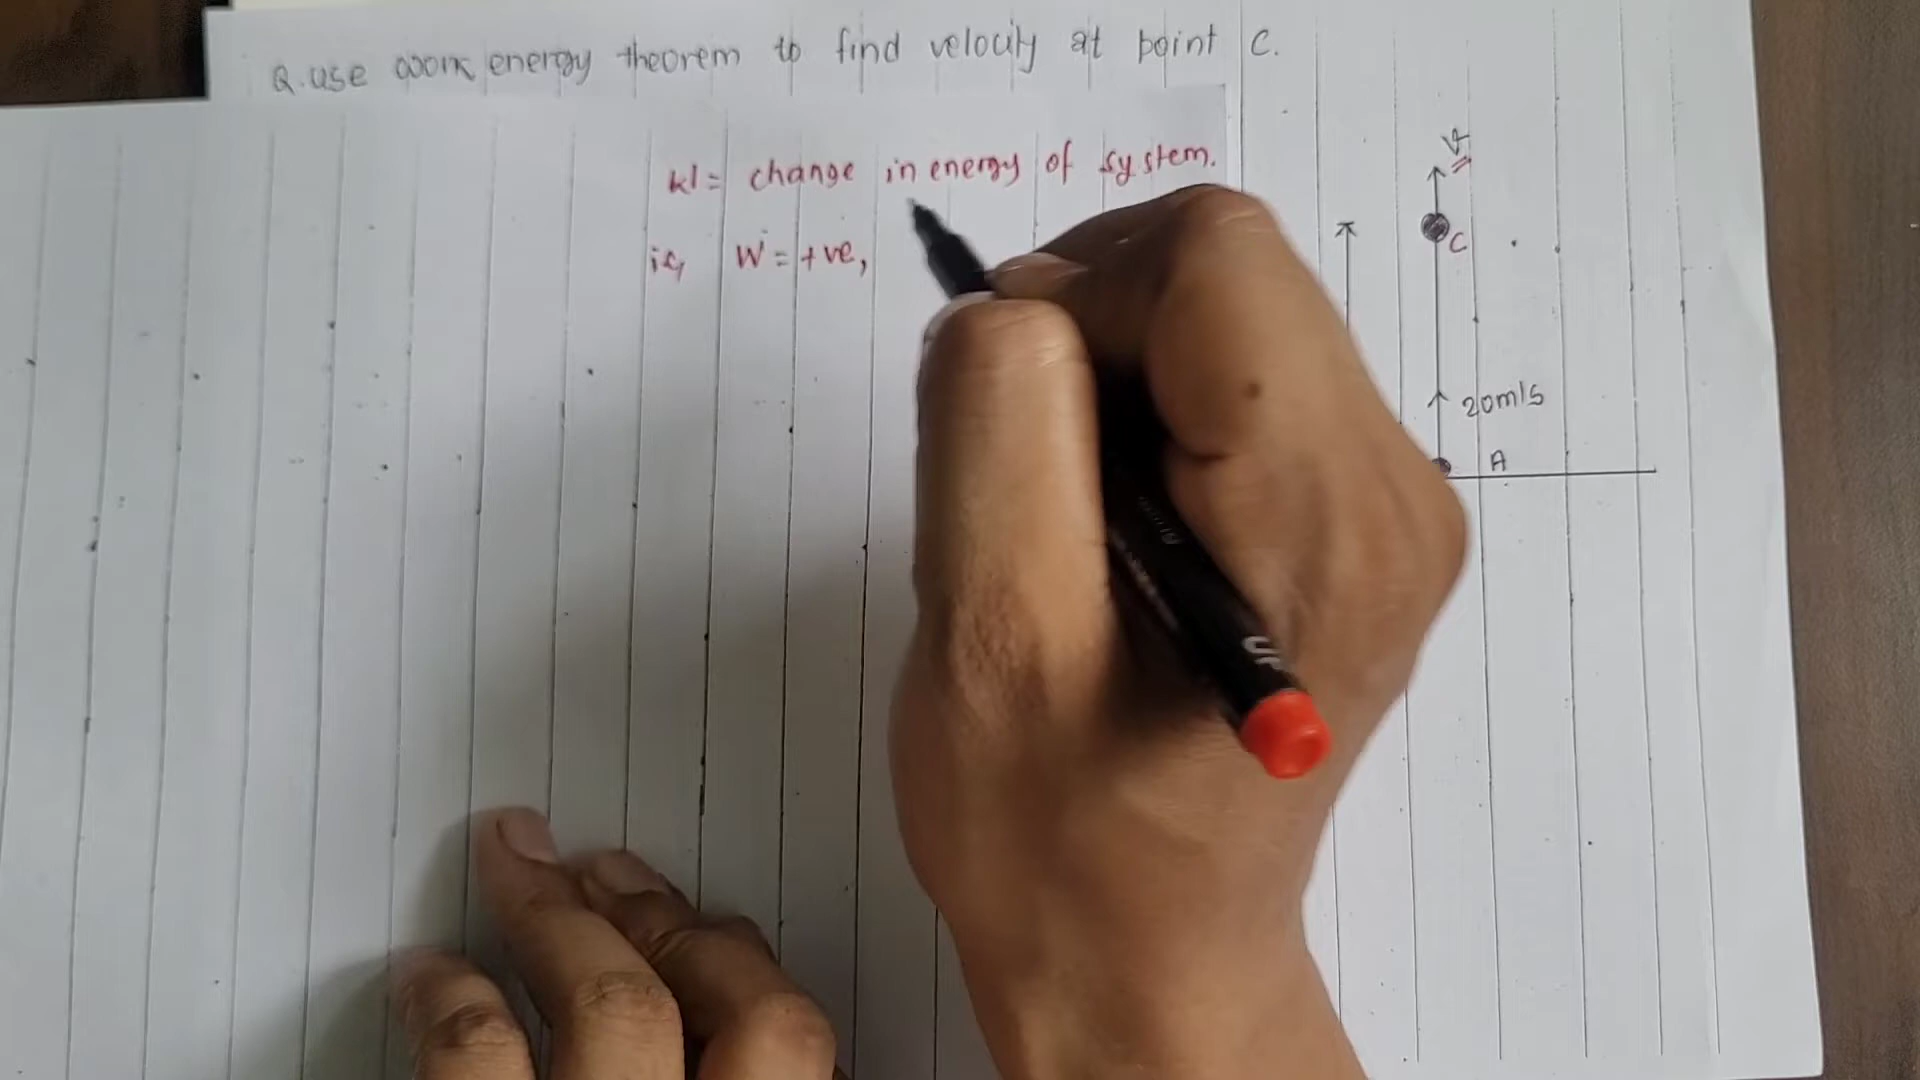 Q. use work energy theorem to find velocity at point C.
W = change in energy of system.
if, W = +ve,
V
C
20m/s
A